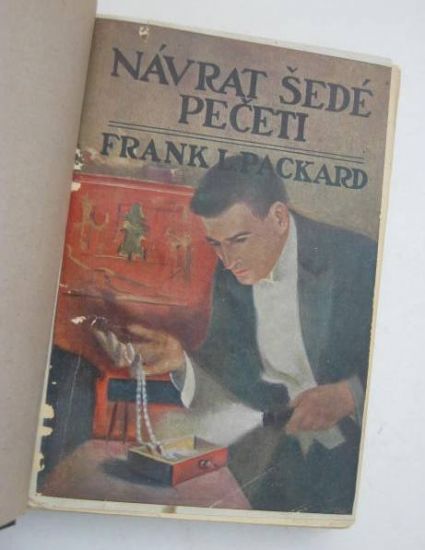 NÁVRAT ŠEDÉ
PEČETI
FRANK L. PACKARD